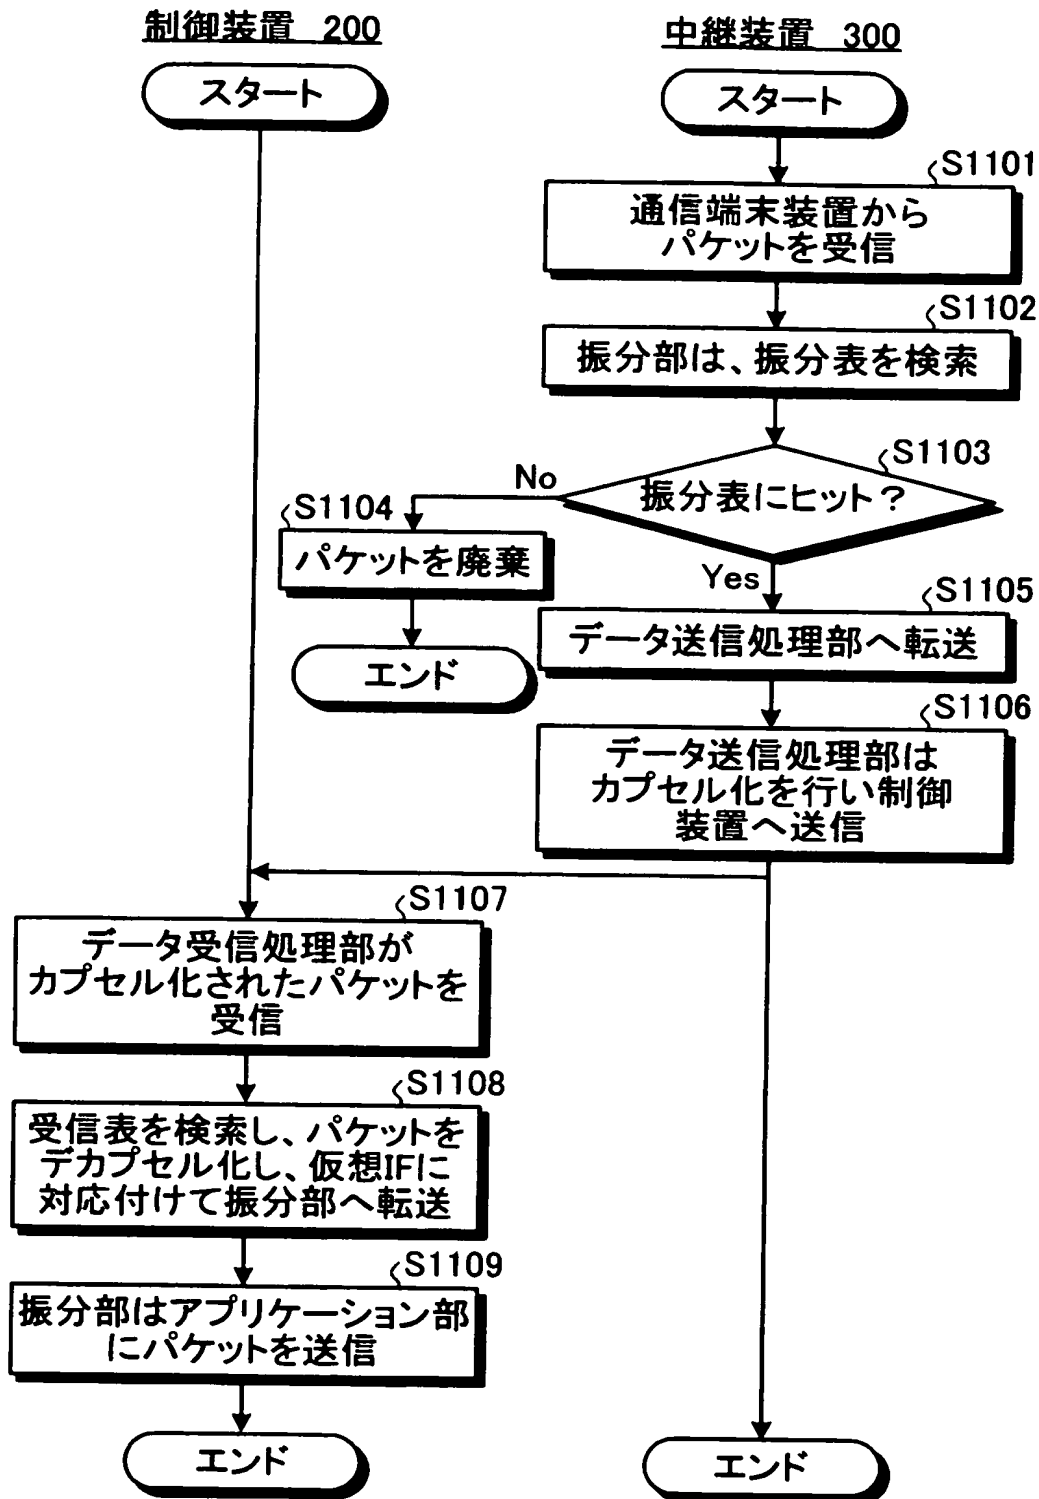 制御装置 200
中継装置 300
スタート
スタート
S1101
通信端末装置から
パケットを受信
S1102
振分部は、振分表を検索
S1103
振分表にヒット?
No
Yes
S1104
パケットを廃棄
エンド
S1105
データ送信処理部へ転送
S1106
データ送信処理部は
カプセル化を行い制御
装置へ送信
S1107
データ受信処理部が
カプセル化されたパケットを
受信
S1108
受信表を検索し、パケットを
デカプセル化し、仮想IFに
対応付けて振分部へ転送
S1109
振分部はアプリケーション部
にパケットを送信
エンド
エンド